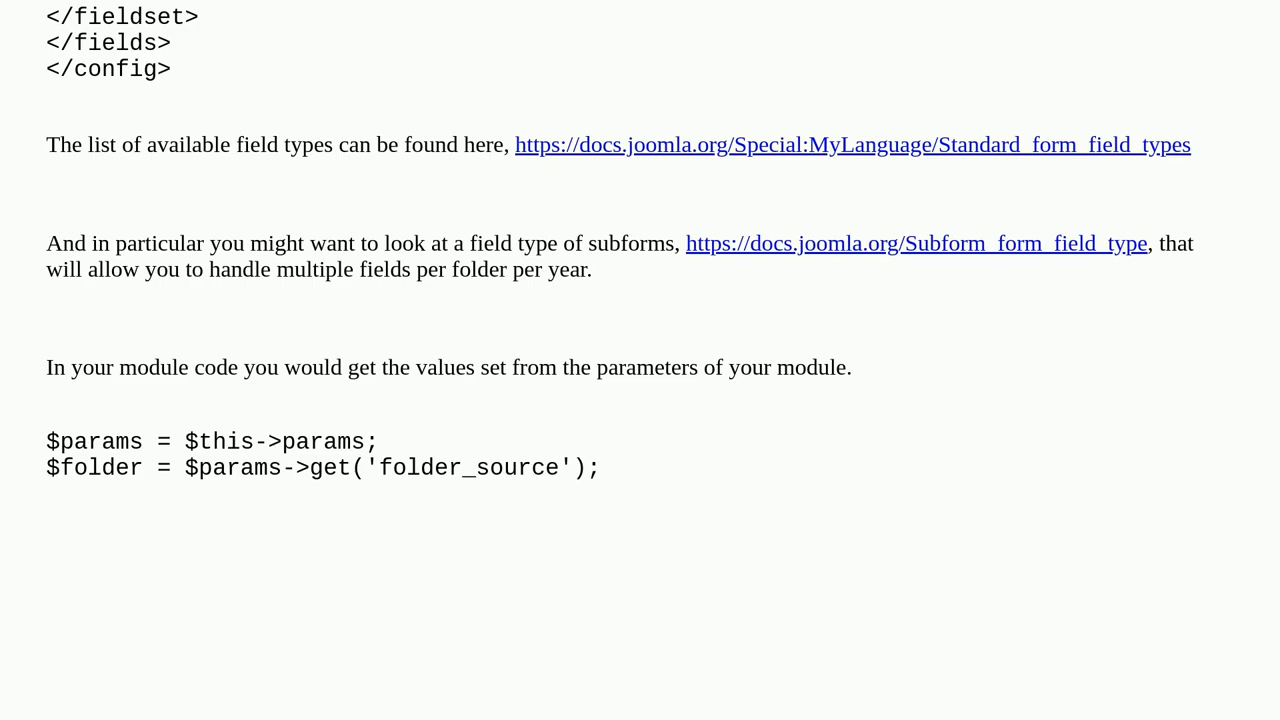 </fieldset>
</fields>
</config>
The list of available field types can be found here, https://docs.joomla.org/Special:MyLanguage/Standard_form_field_types
And in particular you might want to look at a field type of subforms, https://docs.joomla.org/Subform_form_field_type, that
will allow you to handle multiple fields per folder per year.
In your module code you would get the values set from the parameters of your module.
$params = $this->params;
$folder = $params->get('folder_source');